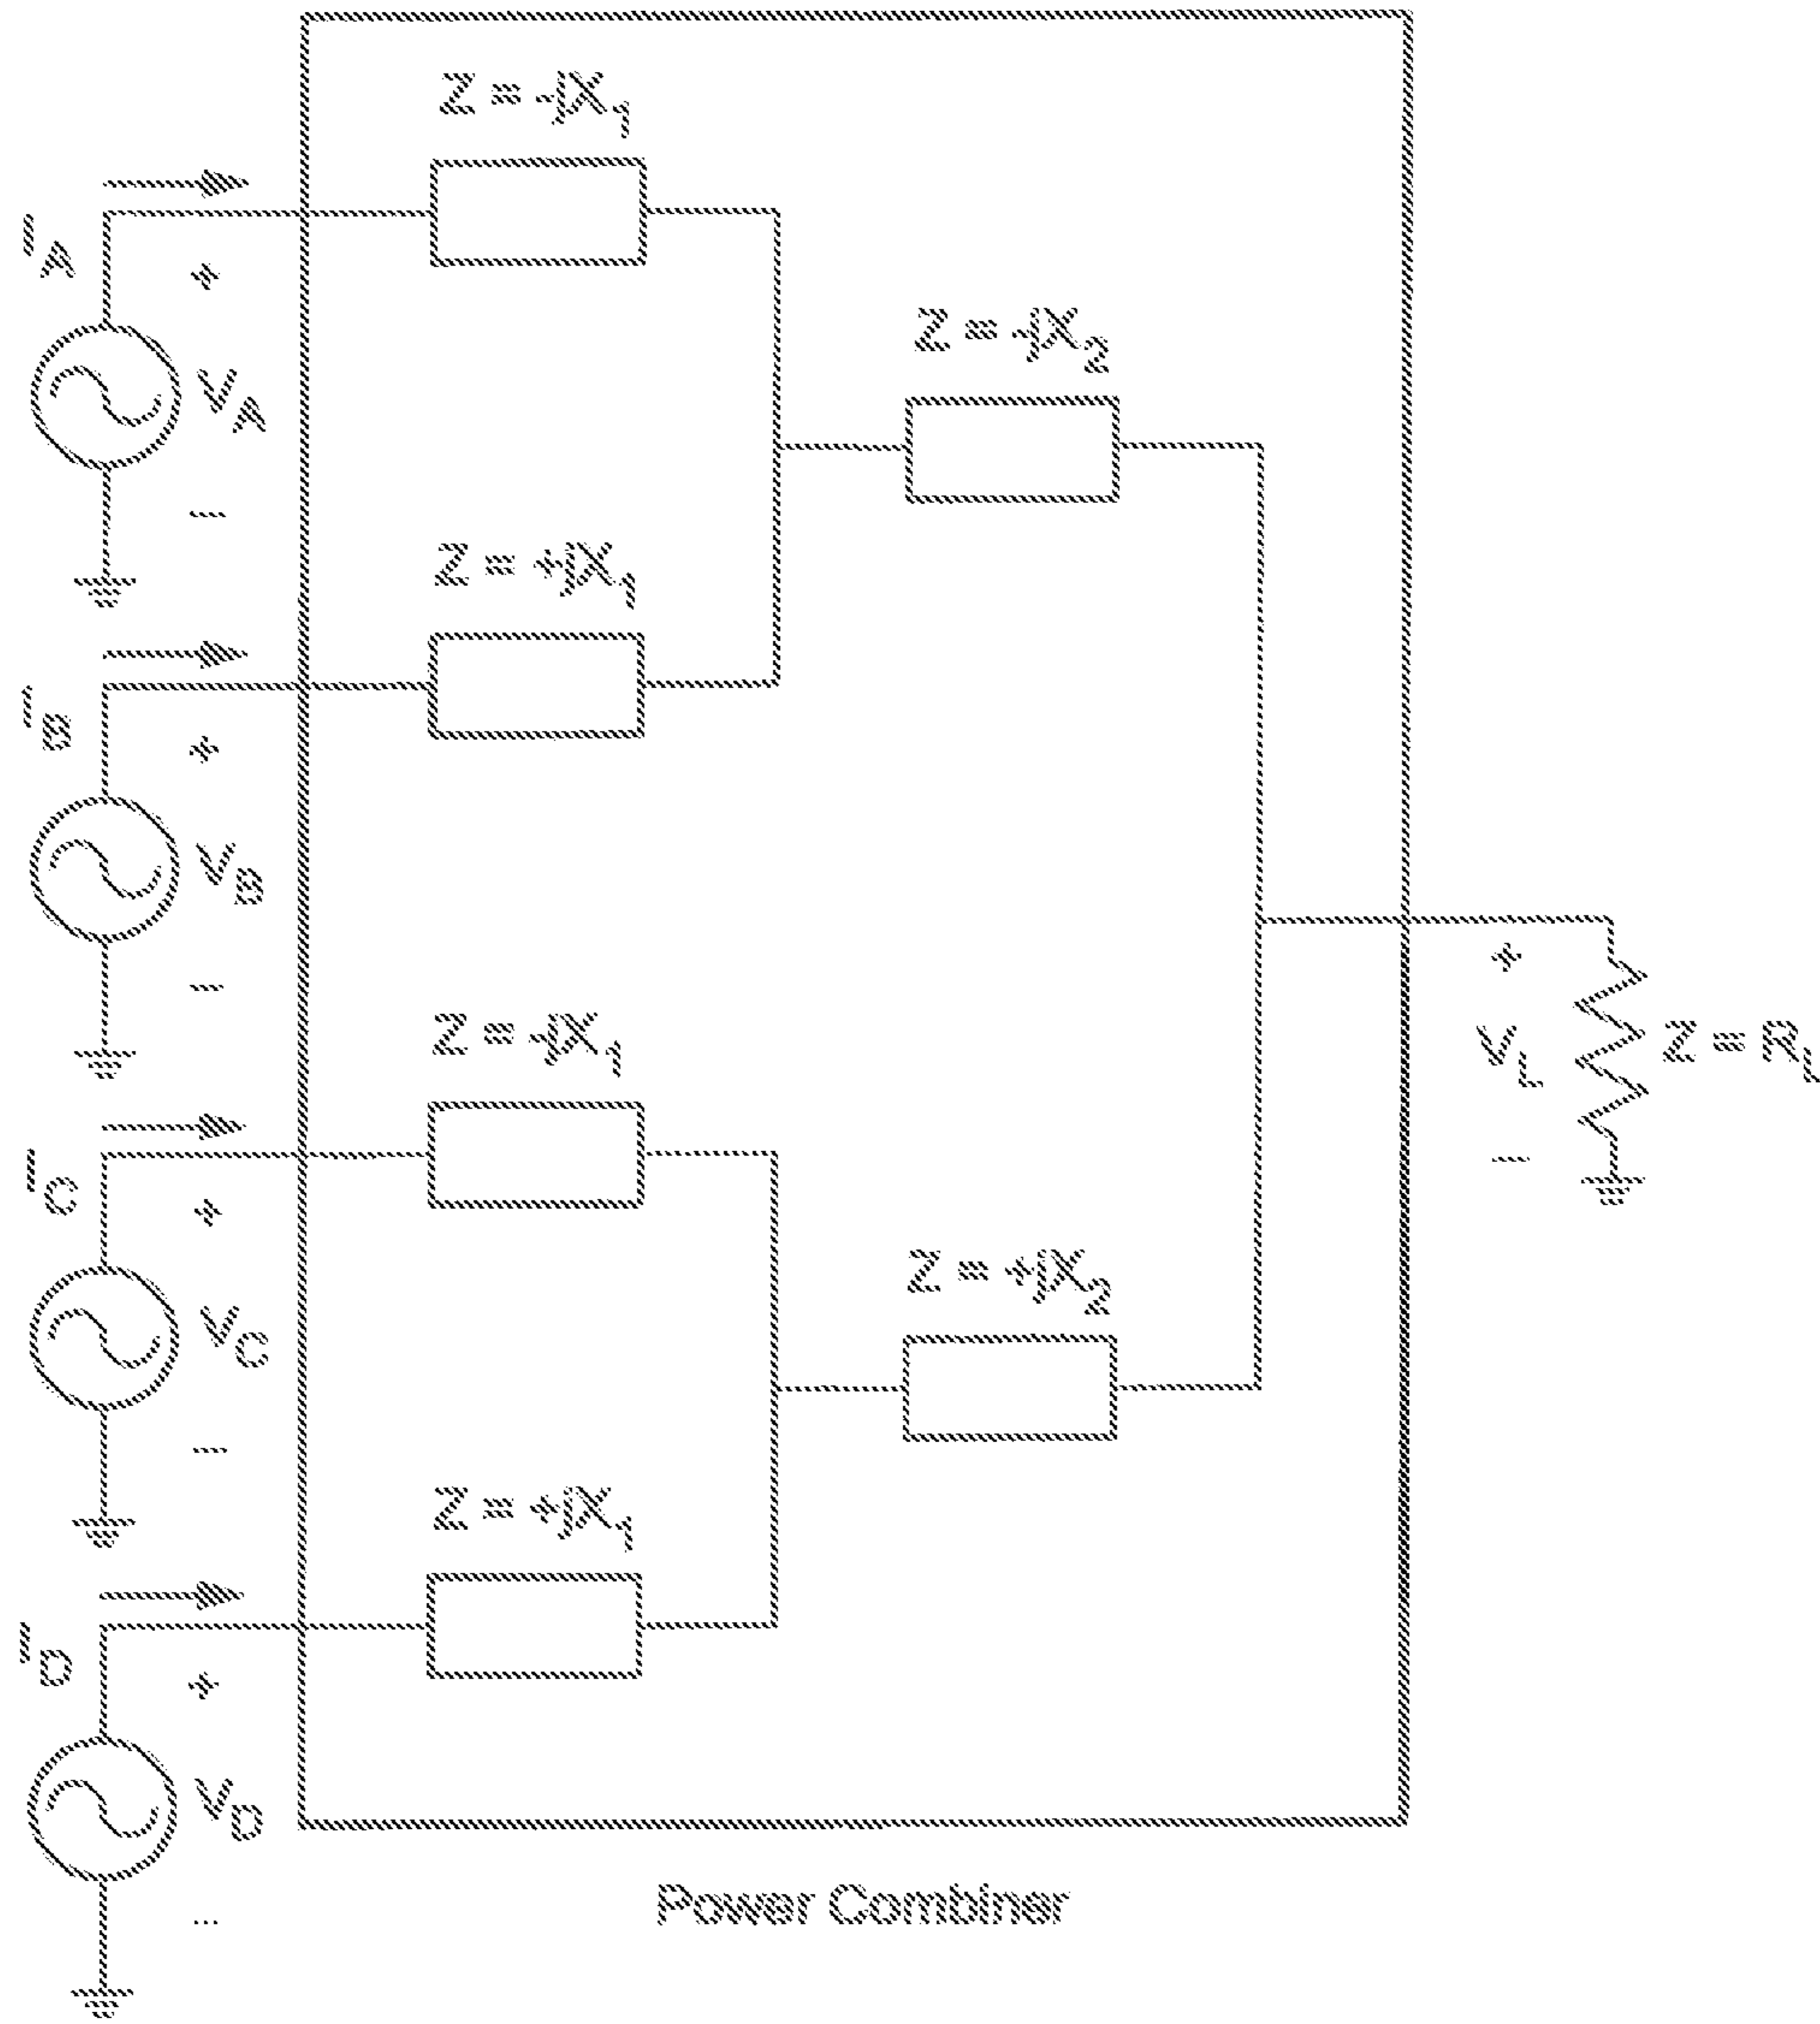 Z = -jX1
IA
+
VA
-
Z = -jX2
Z = +jX1
IB
+
VB
-
Z = -jX1
IC
+
VC
-
+
VL
-
Z = RL
Z = +jX2
Z = +jX1
ID
+
VD
-
Power Combiner